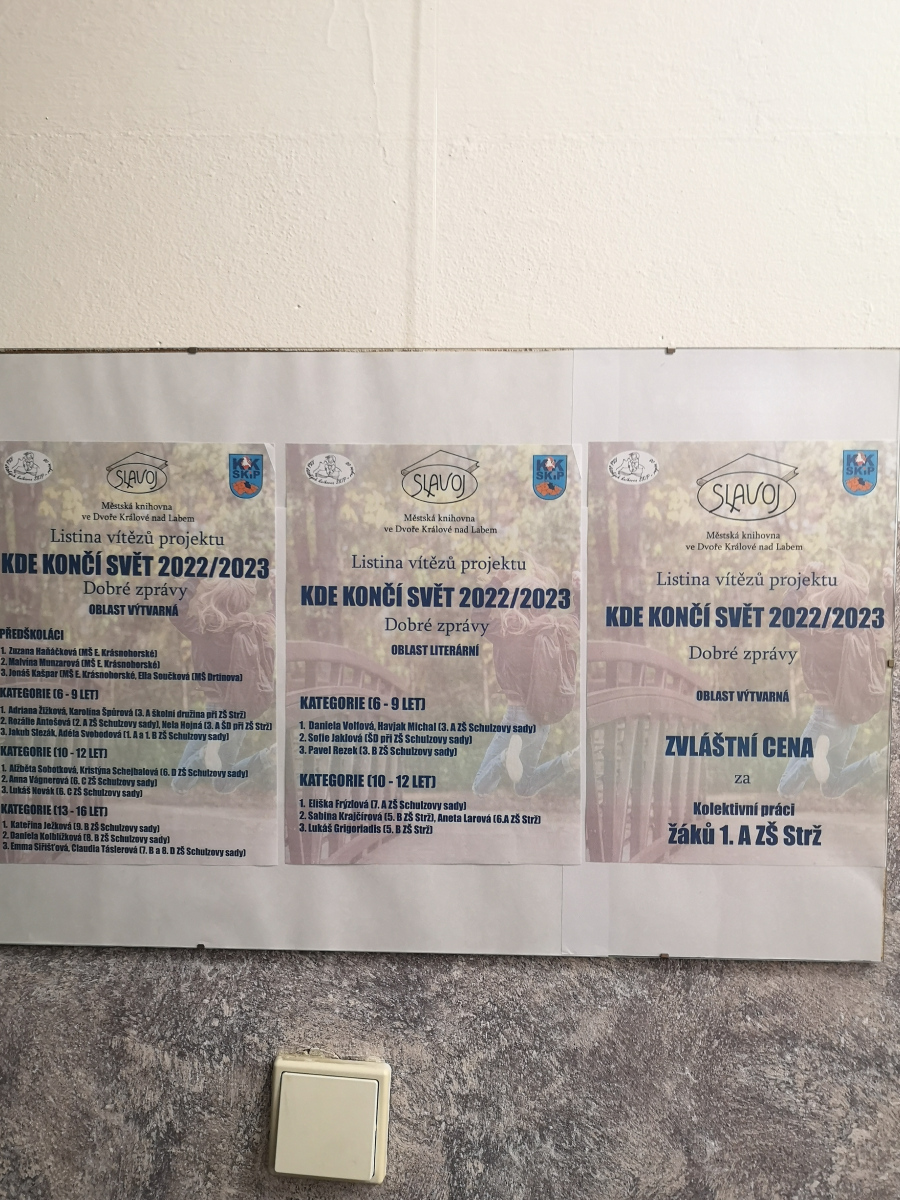 SLAVOJ
K K
SKIP
Městská knihovna
ve Dvoře Králové nad Labem
Listina vítězů projektu
KDE KONČÍ SVĚT 2022/2023
Dobré zprávy
OBLAST VÝTVARNÁ
PŘEDŠKOLÁCI
1. Zuzana Haňáčková (MŠ E. Krásnohorské)
2. Malvína Munzarová (MŠ E. Krásnohorské)
3. Jonáš Kašpar (MŠ E. Krásnohorské, Ella Součková (MŠ Drtinova)
KATEGORIE (6 - 9 LET)
1. Adriana Žižková, Karolína Špůrová (3. A školní družina při ZŠ Strž)
2. Rozálie Antošová (2. A ZŠ Schulzovy sady), Nela Hojná (3. A ŠD při ZŠ Strž)
3. Jakub Slezák, Adéla Svobodová (1. A a 1. B ZŠ Schulzovy sady)
KATEGORIE (10 - 12 LET)
1. Alžběta Sobotková, Kristýna Schejbalová (6. D ZŠ Schulzovy sady)
2. Anna Vágnerová (6. C ZŠ Schulzovy sady)
3. Lukáš Novák (6. C ZŠ Schulzovy sady)
KATEGORIE (13 - 16 LET)
1. Kateřina Ježková (9. B ZŠ Schulzovy sady)
2. Daniela Kolbližková (8. B ZŠ Schulzovy sady)
3. Emma Siřišťová, Claudia Táslerová (7. B a 8. D ZŠ Schulzovy sady)
SLAVOJ
K K
SKIP
Městská knihovna
ve Dvoře Králové nad Labem
Listina vítězů projektu
KDE KONČÍ SVĚT 2022/2023
Dobré zprávy
OBLAST LITERÁRNÍ
KATEGORIE (6 - 9 LET)
1. Daniela Vollová, Havjak Michal (3. A ZŠ Schulzovy sady)
2. Sofie Jaklová (ŠD při ZŠ Schulzovy sady)
3. Pavel Rezek (3. B ZŠ Schulzovy sady)
KATEGORIE (10 - 12 LET)
1. Eliška Frýzlová (7. A ZŠ Schulzovy sady)
2. Sabina Krajčírová (5. B ZŠ Strž), Aneta Larová (6.A ZŠ Strž)
3. Lukáš Grigoriadis (5. B ZŠ Strž)
SLAVOJ
K K
SKIP
Městská knihovna
ve Dvoře Králové nad Labem
Listina vítězů projektu
KDE KONČÍ SVĚT 2022/2023
Dobré zprávy
OBLAST VÝTVARNÁ
ZVLÁŠTNÍ CENA
za
Kolektivní práci
žáků 1. A ZŠ Strž